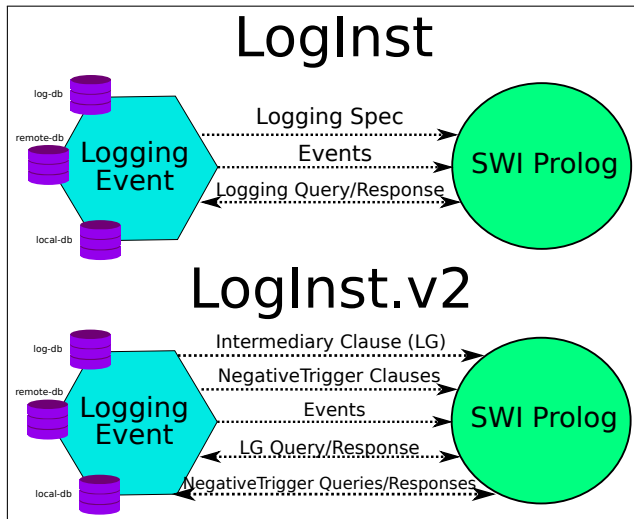 LogInst
log-db
remote-db
local-db
Logging
Event
Logging Spec
Events
Logging Query/Response
SWI Prolog
LogInst.v2
log-db
remote-db
local-db
Logging
Event
Intermediary Clause (LG)
NegativeTrigger Clauses
Events
LG Query/Response
NegativeTrigger Queries/Responses
SWI Prolog